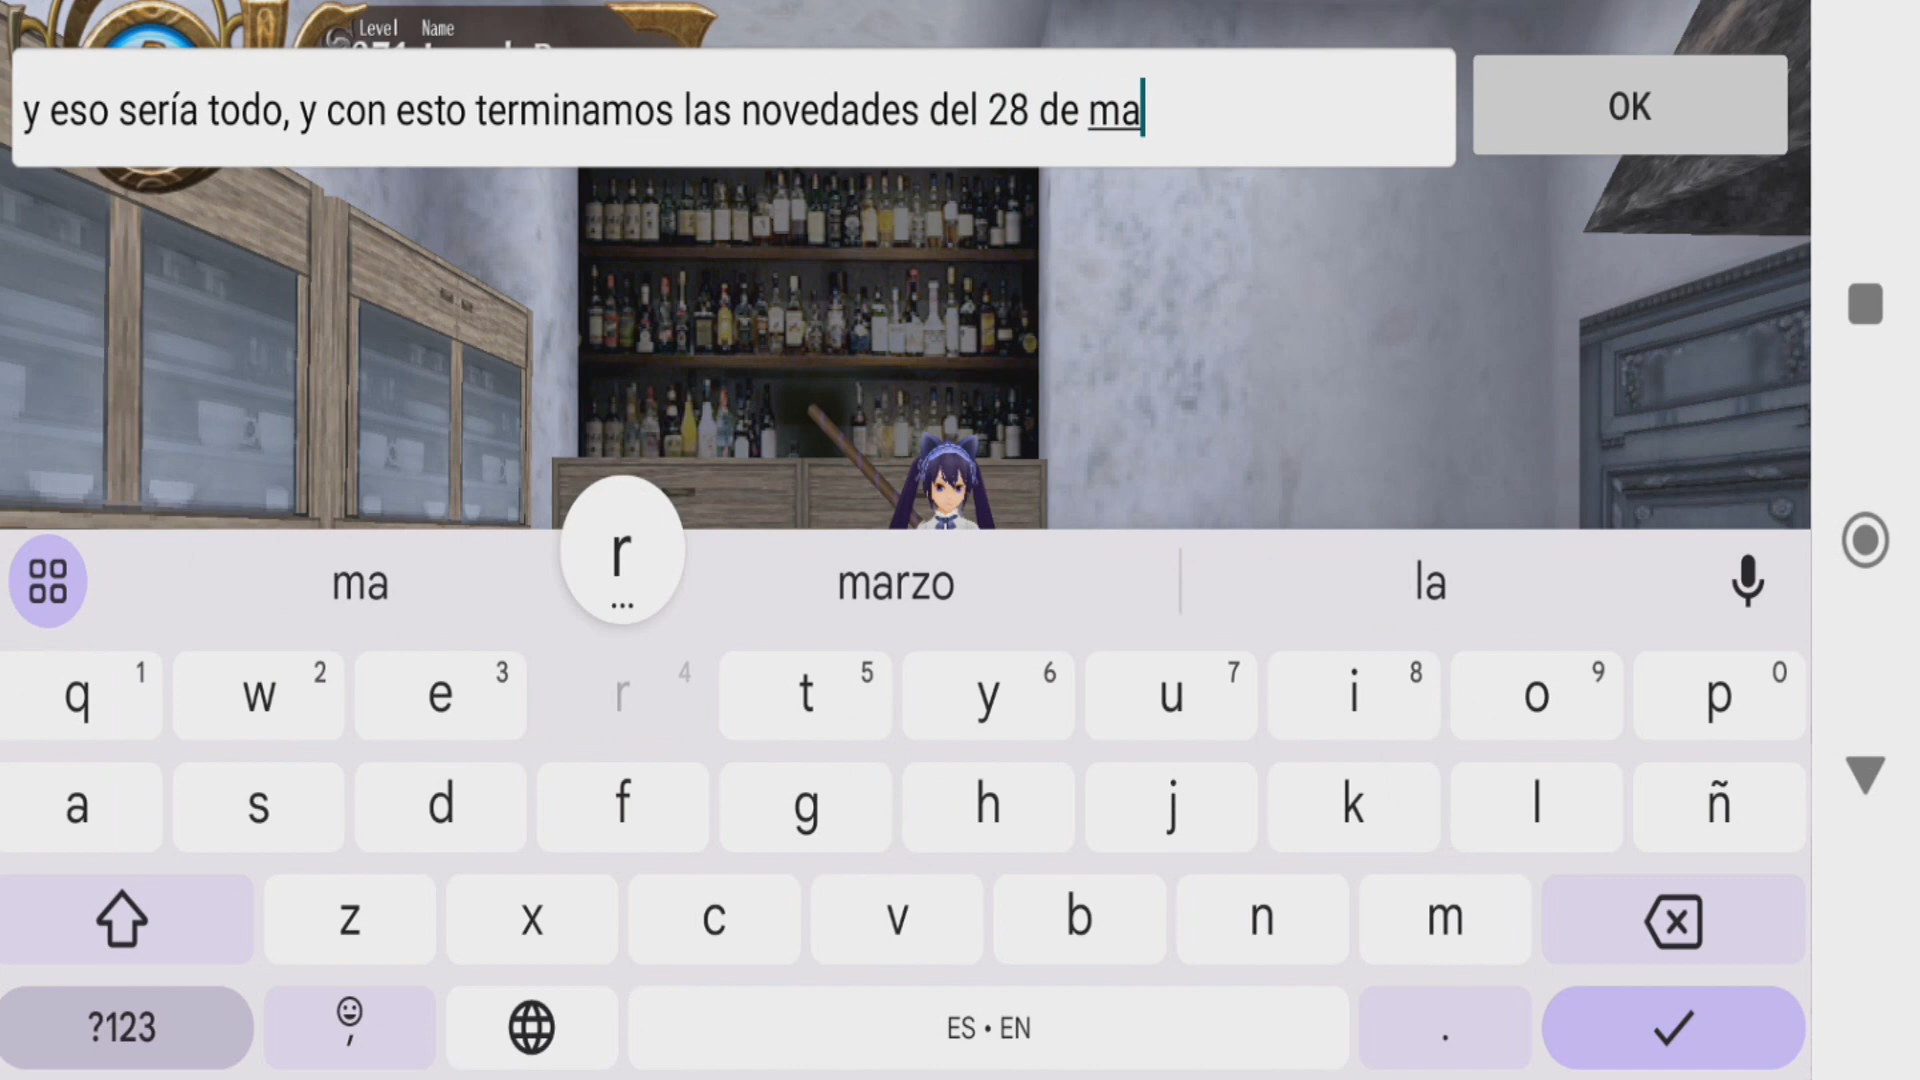 Level Name
y eso sería todo, y con esto terminamos las novedades del 28 de ma
OK
r
...
ma marzo la
q 1 w 2 e 3 r 4 t 5 y 6 u 7 i 8 o 9 p 0
a s d f g h j k l ñ
z x c v b n m
?123 , ES • EN .